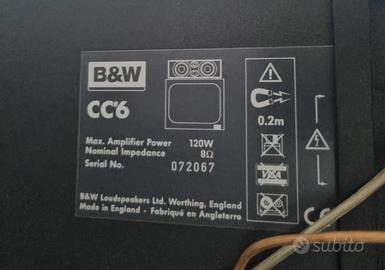 B&W
CC6
Max. Amplifier Power 120W
Nominal Impedance 8Ω
Serial No. 072067
B&W Loudspeakers Ltd. Worthing, England
Made in England - Fabriqué en Angleterre
0.2m
VISA
CE
subito